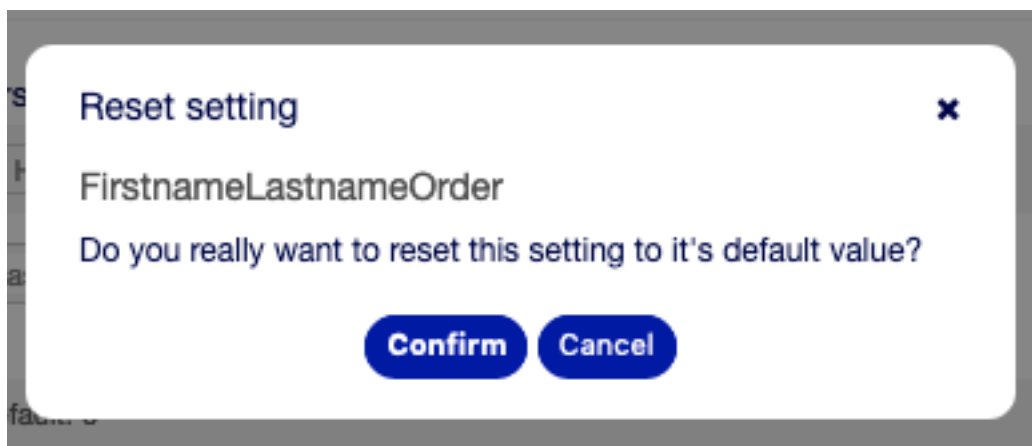 Reset setting
FirstnameLastnameOrder
Do you really want to reset this setting to it's default value?
Confirm Cancel